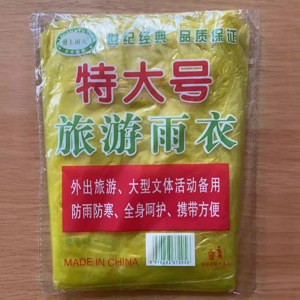 世纪经典 品质保证
特大号
旅游雨衣
外出旅游、大型文体活动备用
防雨防寒、全身呵护、携带方便
MADE IN CHINA